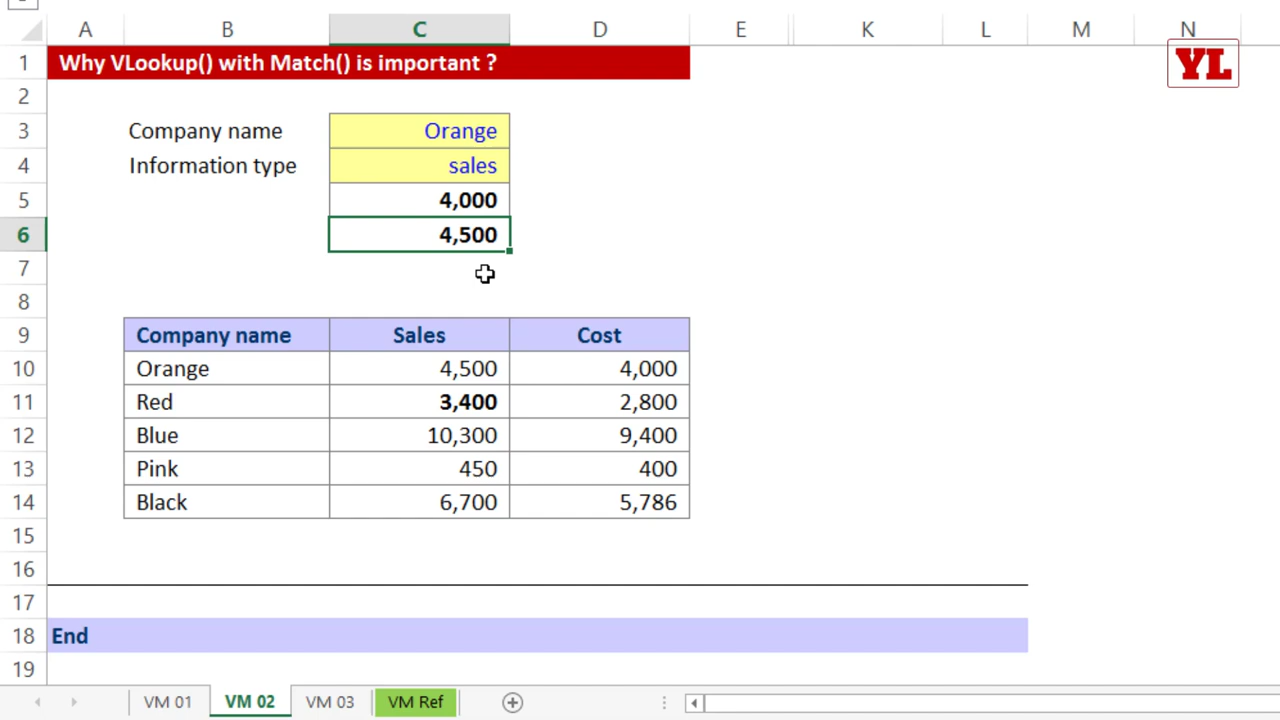 A B C D E K L M N
1 Why VLookup() with Match() is important ?
YL
2
3 Company name Orange
4 Information type sales
5 4,000
6 4,500
7
8
9 Company name Sales Cost
10 Orange 4,500 4,000
11 Red 3,400 2,800
12 Blue 10,300 9,400
13 Pink 450 400
14 Black 6,700 5,786
15
16
17
18 End
19
VM 01 VM 02 VM 03 VM Ref